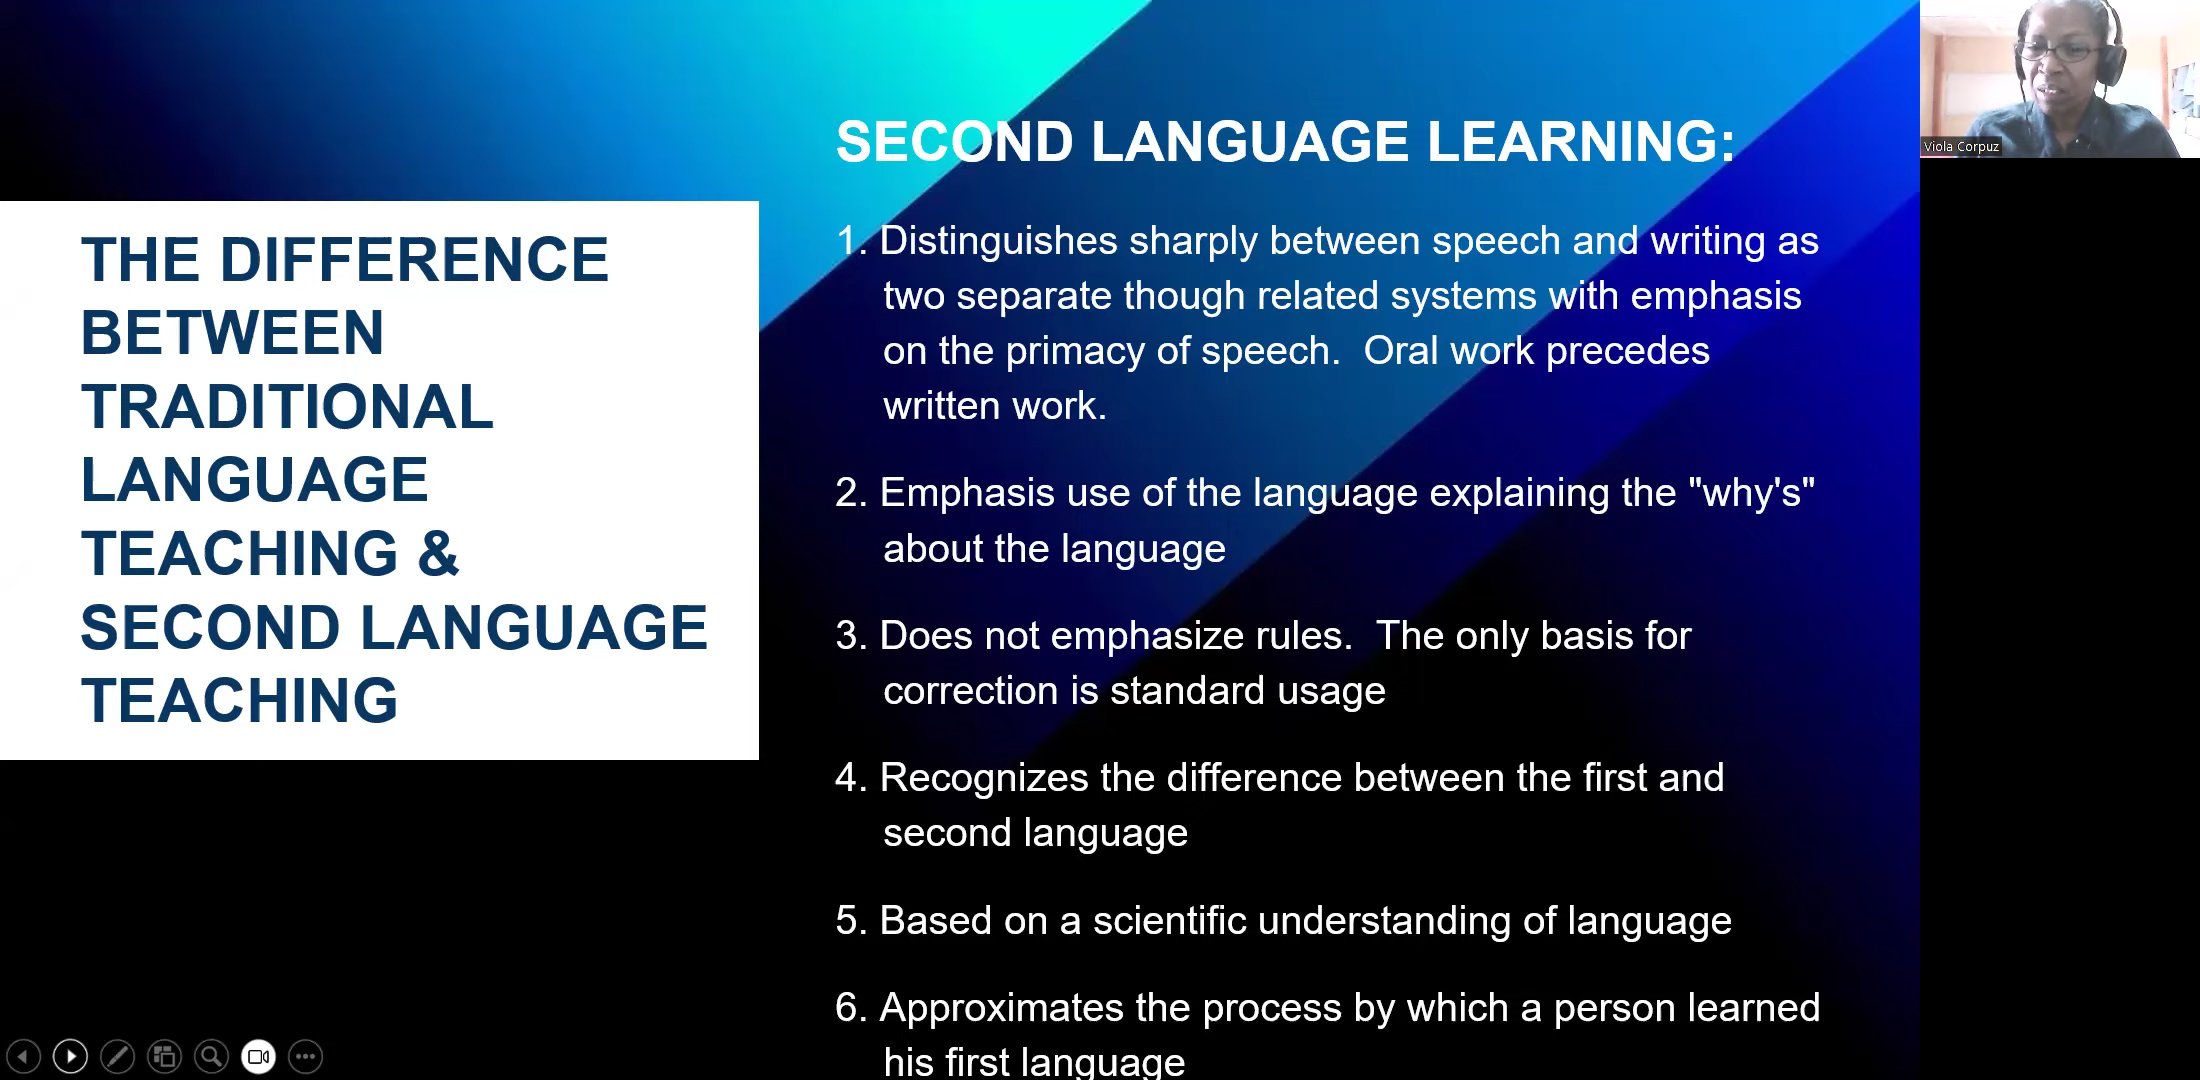 THE DIFFERENCE
BETWEEN
TRADITIONAL
LANGUAGE
TEACHING &
SECOND LANGUAGE
TEACHING
SECOND LANGUAGE LEARNING:
1. Distinguishes sharply between speech and writing as
two separate though related systems with emphasis
on the primacy of speech.  Oral work precedes
written work.
2. Emphasis use of the language explaining the "why's"
about the language
3. Does not emphasize rules.  The only basis for
correction is standard usage
4. Recognizes the difference between the first and
second language
5. Based on a scientific understanding of language
6. Approximates the process by which a person learned
his first language
Viola Corpuz